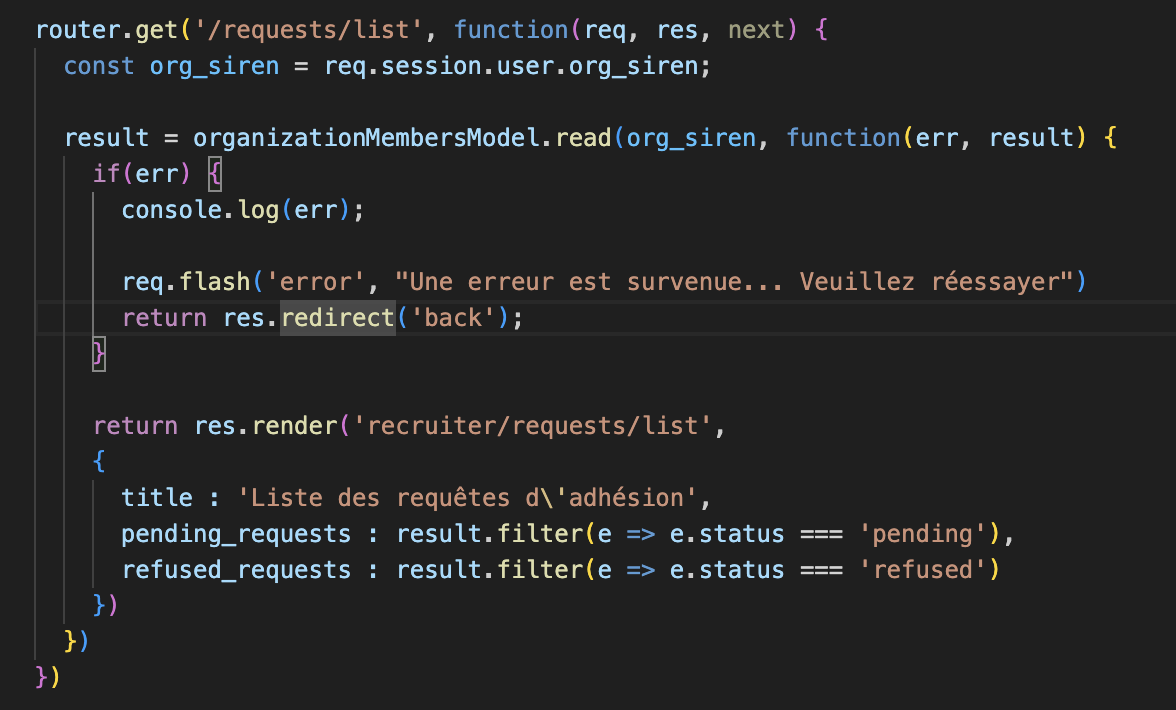 router.get('/requests/list', function(req, res, next) {
const org_siren = req.session.user.org_siren;
result = organizationMembersModel.read(org_siren, function(err, result) {
if(err) {
console.log(err);
req.flash('error', "Une erreur est survenue... Veuillez réessayer")
return res.redirect('back');
}
return res.render('recruiter/requests/list',
{
title : 'Liste des requêtes d\'adhésion',
pending_requests : result.filter(e => e.status === 'pending'),
refused_requests : result.filter(e => e.status === 'refused')
})
})
})